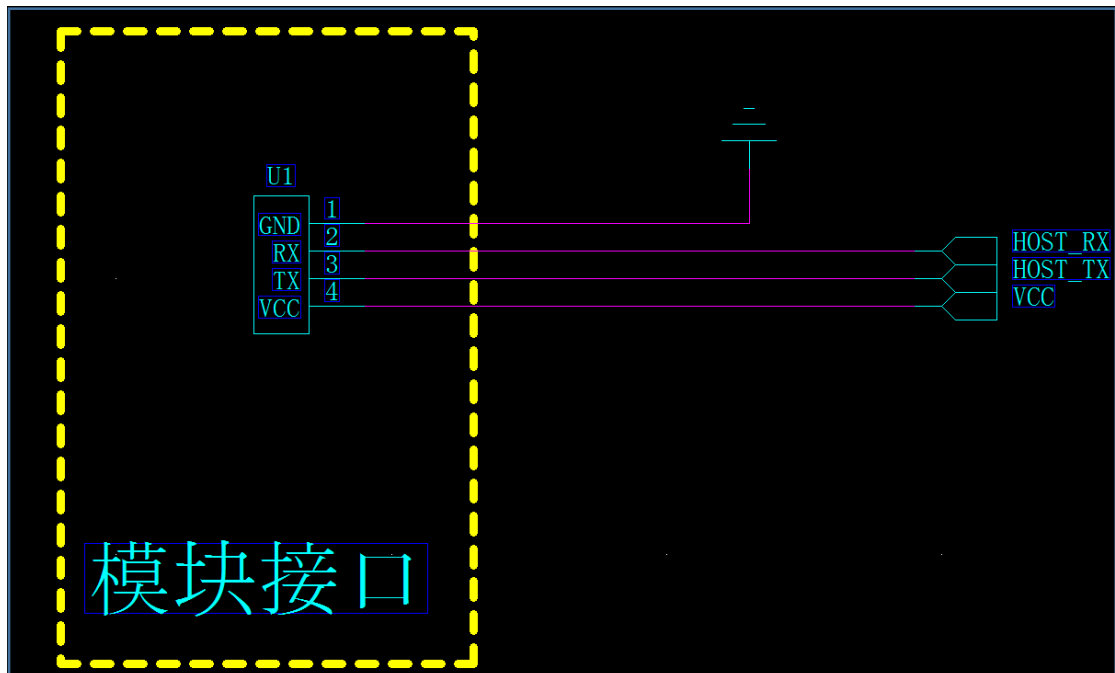 U1
GND 1
RX 2 HOST_RX
TX 3 HOST_TX
VCC 4 VCC
模块接口